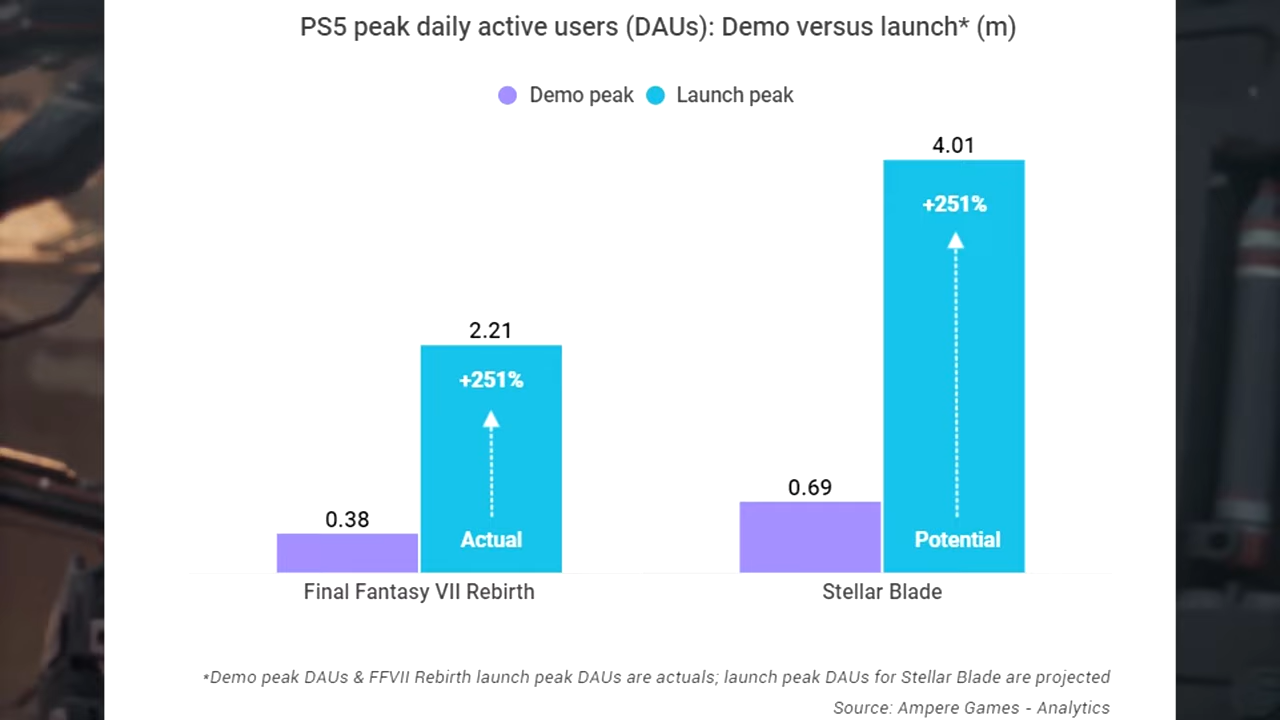 PS5 peak daily active users (DAUs): Demo versus launch* (m)
Demo peak Launch peak
4.01
+251%
2.21
+251%
0.69
0.38
Actual
Potential
Final Fantasy VII Rebirth
Stellar Blade
*Demo peak DAUs & FFVII Rebirth launch peak DAUs are actuals; launch peak DAUs for Stellar Blade are projected
Source: Ampere Games - Analytics